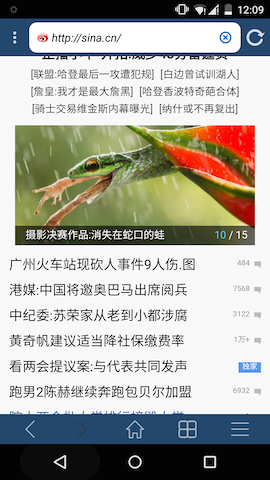 12:09
http://sina.cn/
[联盟:哈登最后一攻遭犯规] [白边曾试训湖人]
[詹皇:我才是最大詹黑] [哈登香波特奇葩合体]
[骑士交易维金斯内幕曝光] [纳什或不再复出]
摄影决赛作品:消失在蛇口的蛙 10 / 15
广州火车站现砍人事件9人伤.图 484
港媒:中国将邀奥巴马出席阅兵 7568
中纪委:苏荣家从老到小都涉腐 3122
黄奇帆建议适当降社保缴费率 1万+
看两会提议案:与代表共同发声 独家
跑男2陈赫继续奔跑包贝尔加盟 6932